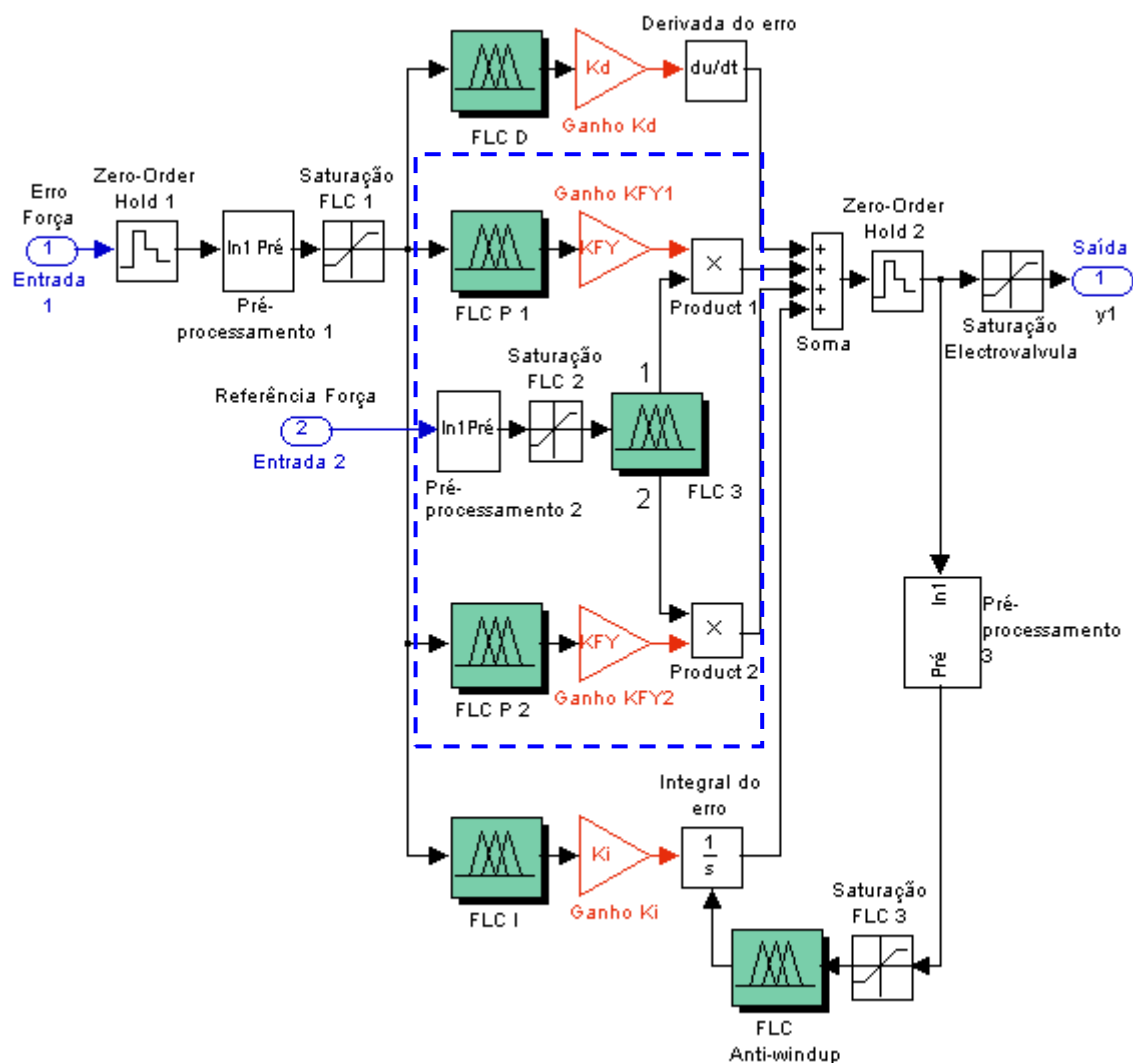 Derivada do erro
Kd
du/dt
FLC D
Ganho Kd
Erro
Força
1
Entrada
1
Zero-Order
Hold 1
In1 Pré
Pré-
processamento 1
Saturação
FLC 1
Ganho KFY1
KFY
FLC P 1
×
Product 1
Zero-Order
Hold 2
+
+
+
+
Soma
Saída
1
y1
Saturação
Electrovalvula
Referência Força
2
Entrada 2
In1 Pré
Pré-
processamento 2
Saturação
FLC 2
1
2
FLC 3
KFY
FLC P 2
Ganho KFY2
×
Product 2
In1
Pré
Pré-
processamento
3
Integral do
erro
Ki
1
s
FLC I
Ganho Ki
Saturação
FLC 3
FLC
Anti-windup